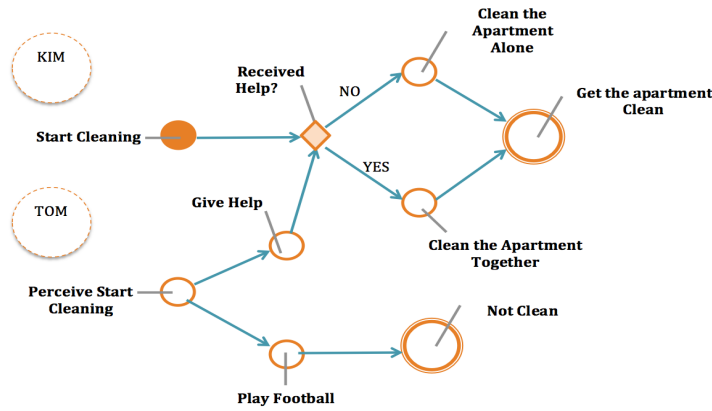 KIM
Clean the
Apartment
Alone
Received
Help?
NO
Get the apartment
Clean
Start Cleaning
YES
TOM
Give Help
Clean the Apartment
Together
Perceive Start
Cleaning
Not Clean
Play Football